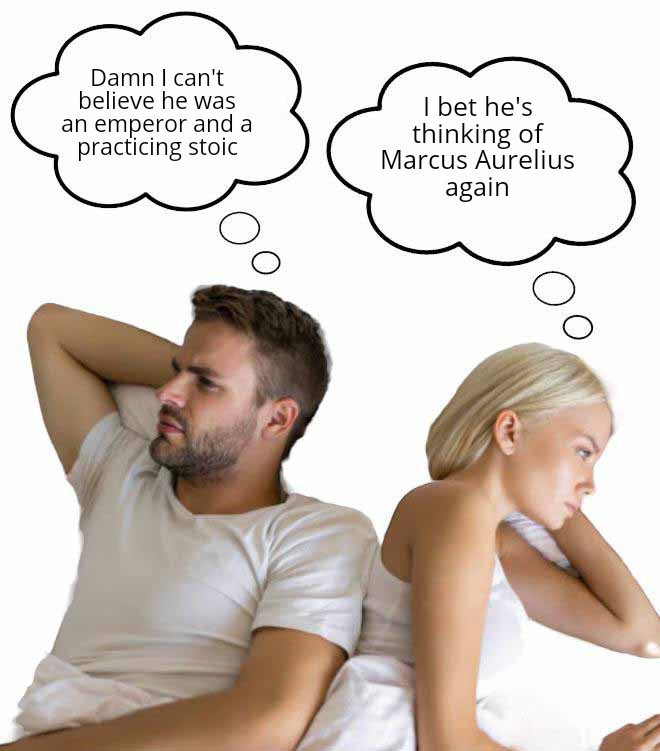 Damn I can't
believe he was
an emperor and a
practicing stoic
I bet he's
thinking of
Marcus Aurelius
again